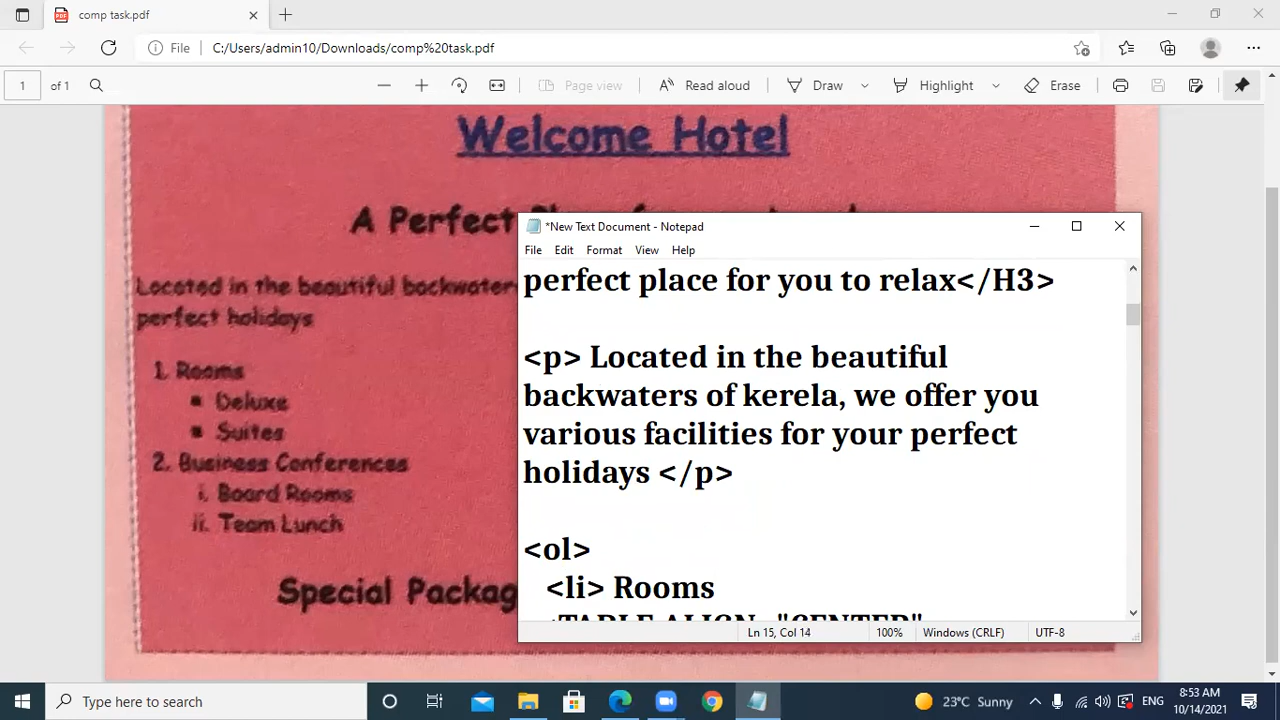 comp task.pdf
File C:/Users/admin10/Downloads/comp%20task.pdf
1 of 1 Page view Read aloud Draw Highlight Erase
Welcome Hotel
A Perfect
Located in the beautiful backwater
perfect holidays
1. Rooms
Deluxe
Suites
2. Business Conferences
i. Board Rooms
ii. Team Lunch
Special Packag
*New Text Document - Notepad
File Edit Format View Help
perfect place for you to relax</H3>
<p> Located in the beautiful
backwaters of kerela, we offer you
various facilities for your perfect
holidays </p>
<ol>
<li> Rooms
<TABLE ALIGN="CENTER"
Ln 15, Col 14 100% Windows (CRLF) UTF-8
Type here to search
23°C Sunny
ENG
8:53 AM
10/14/2021